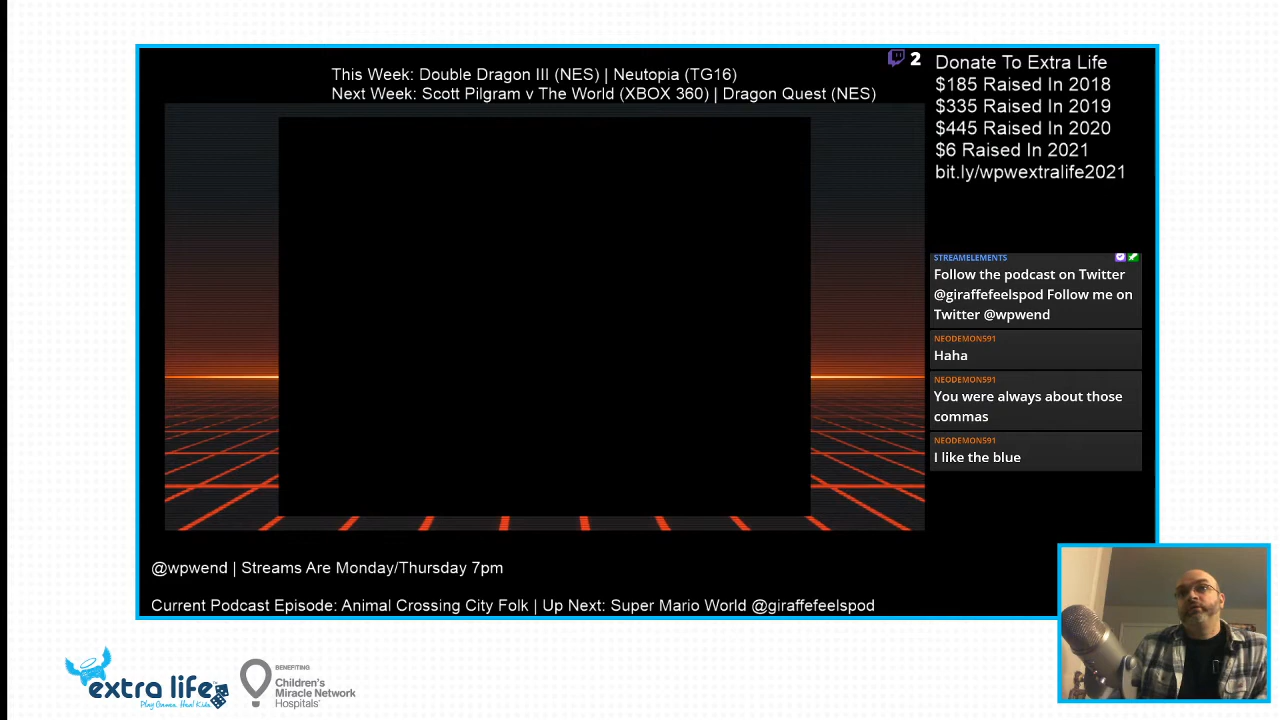 This Week: Double Dragon III (NES) | Neutopia (TG16)
Next Week: Scott Pilgram v The World (XBOX 360) | Dragon Quest (NES)
2
Donate To Extra Life
$185 Raised In 2018
$335 Raised In 2019
$445 Raised In 2020
$6 Raised In 2021
bit.ly/wpwextralife2021
STREAMELEMENTS
Follow the podcast on Twitter
@giraffefeelspod Follow me on
Twitter @wpwend
NEODEMON591
Haha
NEODEMON591
You were always about those
commas
NEODEMON591
I like the blue
@wpwend | Streams Are Monday/Thursday 7pm
Current Podcast Episode: Animal Crossing City Folk | Up Next: Super Mario World @giraffefeelspod
extra life
Play Games. Heal Kids.
BENEFITING
Children's
Miracle Network
Hospitals